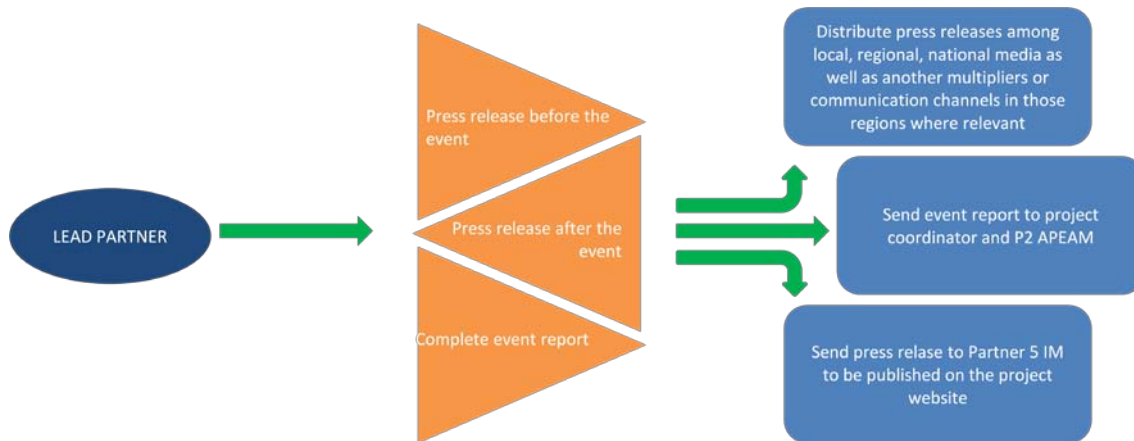 LEAD PARTNER
Press release before the
event
Press release after the
event
Complete event report
Distribute press releases among
local, regional, national media as
well as another multipliers or
communication channels in those
regions where relevant
Send event report to project
coordinator and P2 APEAM
Send press relase to Partner 5 IM
to be published on the project
website